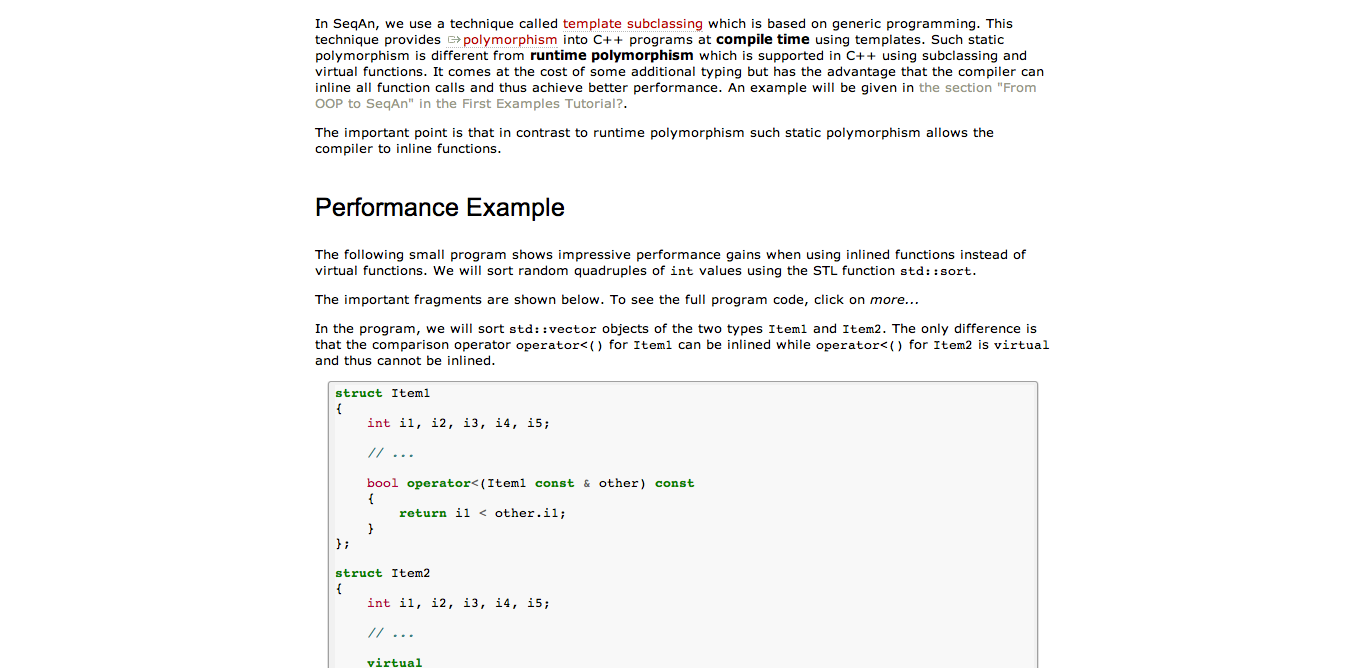 In SeqAn, we use a technique called template subclassing which is based on generic programming. This
technique provides polymorphism into C++ programs at compile time using templates. Such static
polymorphism is different from runtime polymorphism which is supported in C++ using subclassing and
virtual functions. It comes at the cost of some additional typing but has the advantage that the compiler can
inline all function calls and thus achieve better performance. An example will be given in the section "From
OOP to SeqAn" in the First Examples Tutorial?.
The important point is that in contrast to runtime polymorphism such static polymorphism allows the
compiler to inline functions.
Performance Example
The following small program shows impressive performance gains when using inlined functions instead of
virtual functions. We will sort random quadruples of int values using the STL function std::sort.
The important fragments are shown below. To see the full program code, click on more...
In the program, we will sort std::vector objects of the two types Item1 and Item2. The only difference is
that the comparison operator operator<() for Item1 can be inlined while operator<() for Item2 is virtual
and thus cannot be inlined.
struct Item1
{
    int i1, i2, i3, i4, i5;
    // ...
    bool operator<(Item1 const & other) const
    {
        return i1 < other.i1;
    }
};
struct Item2
{
    int i1, i2, i3, i4, i5;
    // ...
    virtual